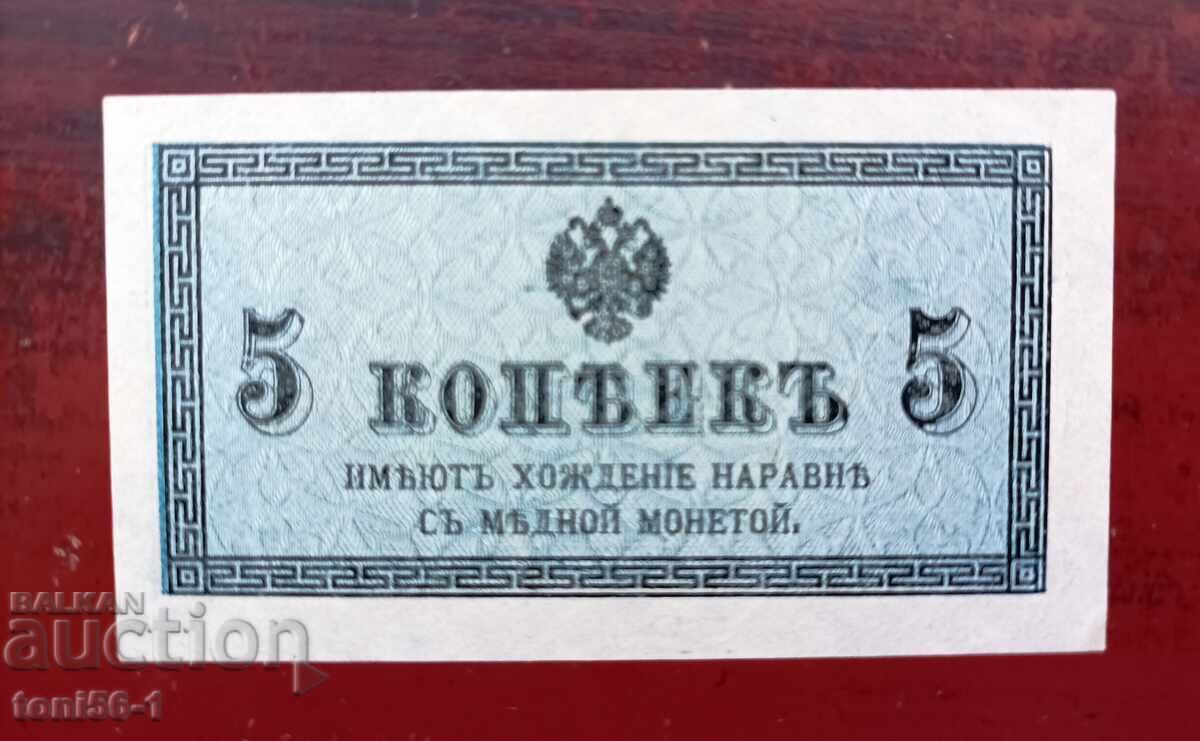 5 КОПѢЕКЪ 5
ИМѢЮТЪ ХОЖДЕНІЕ НАРАВНѢ
СЪ МѢДНОЙ МОНЕТОЙ.
BALKAN
auction
toni56-1